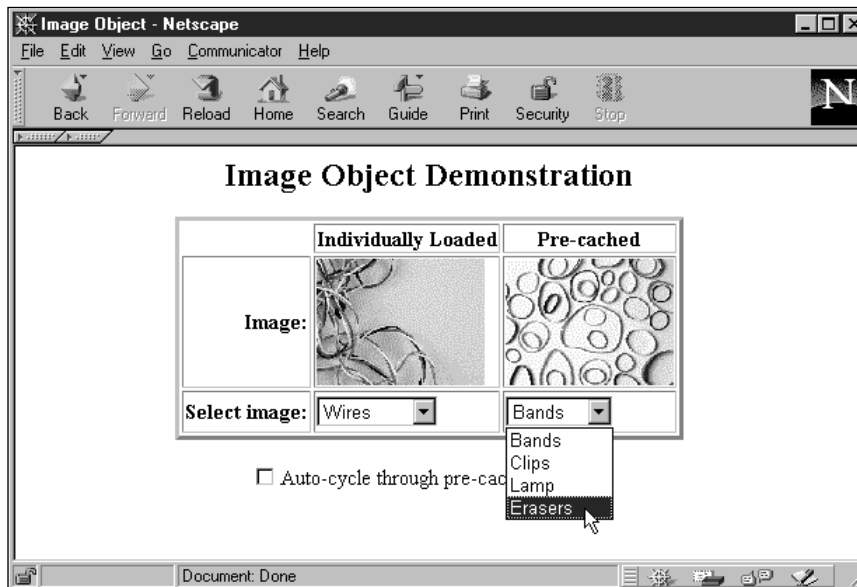 Image Object - Netscape
File Edit View Go Communicator Help
Back Forward Reload Home Search Guide Print Security Stop
N
Image Object Demonstration
Individually Loaded Pre-cached
Image:
Select image: Wires Bands
Bands
Clips
Lamp
Erasers
Auto-cycle through
Document: Done